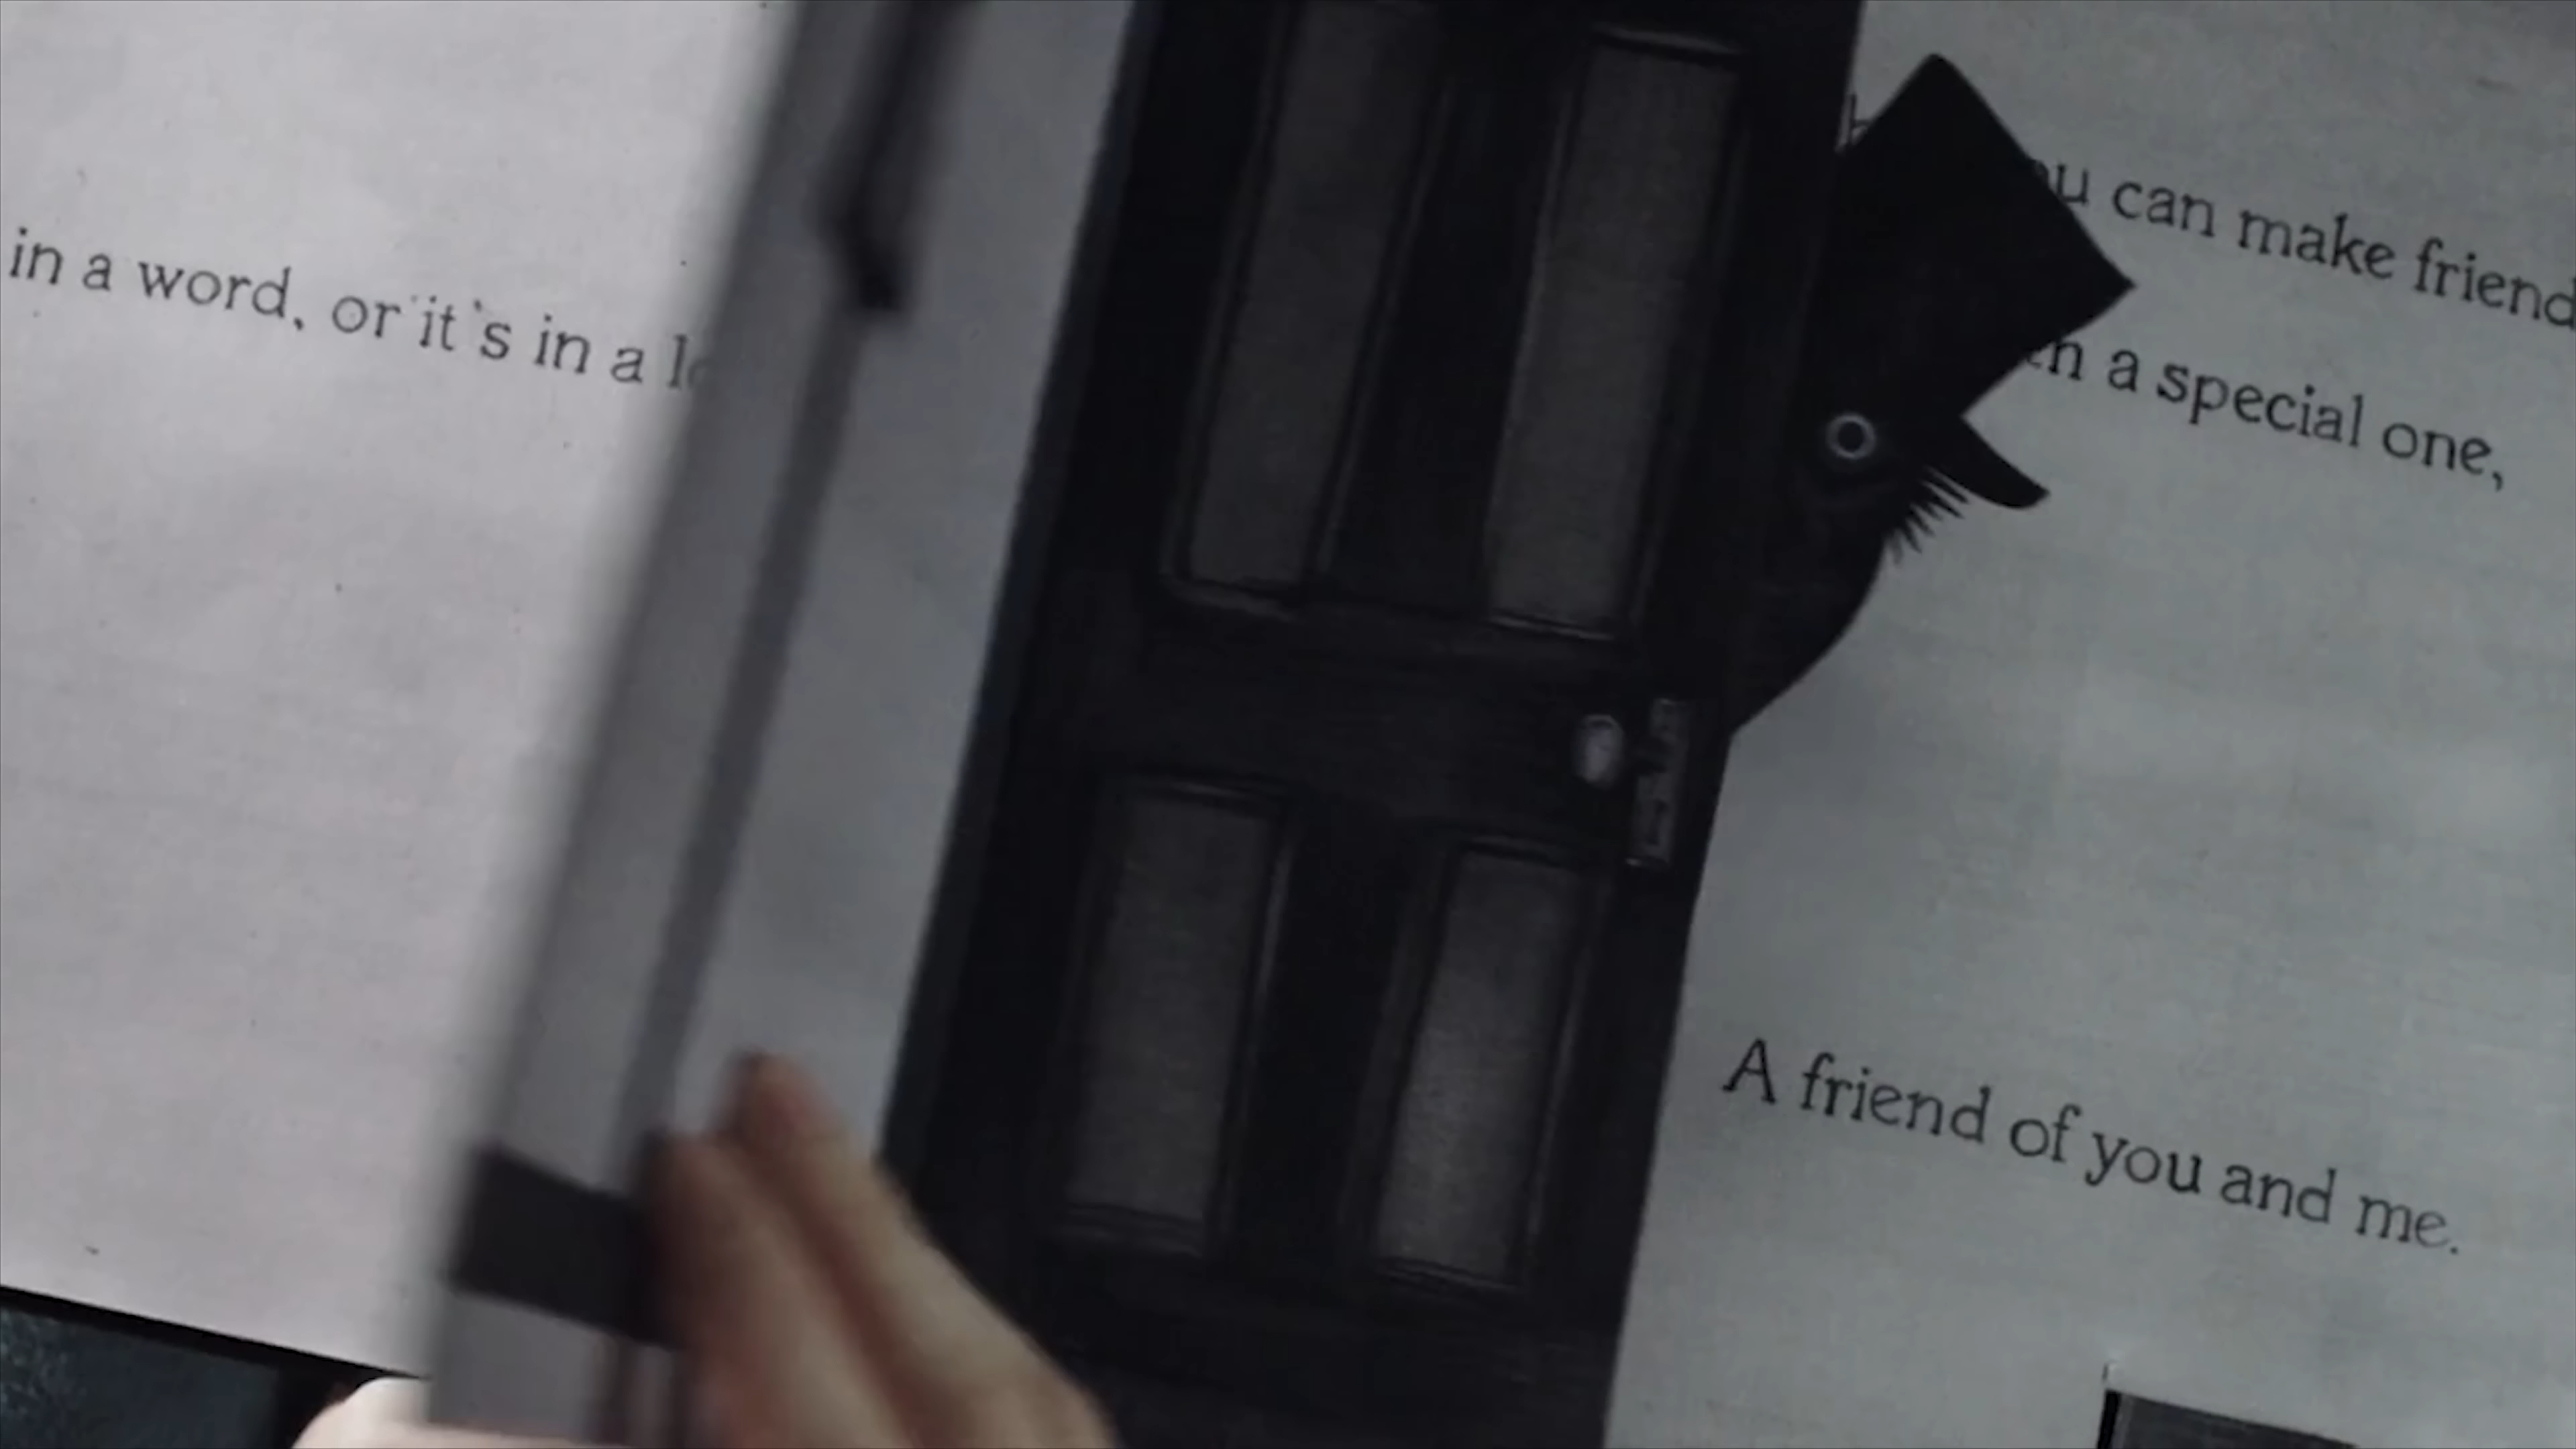 in a word, or it's in a
can make friend
a special one,
A friend of you and me.